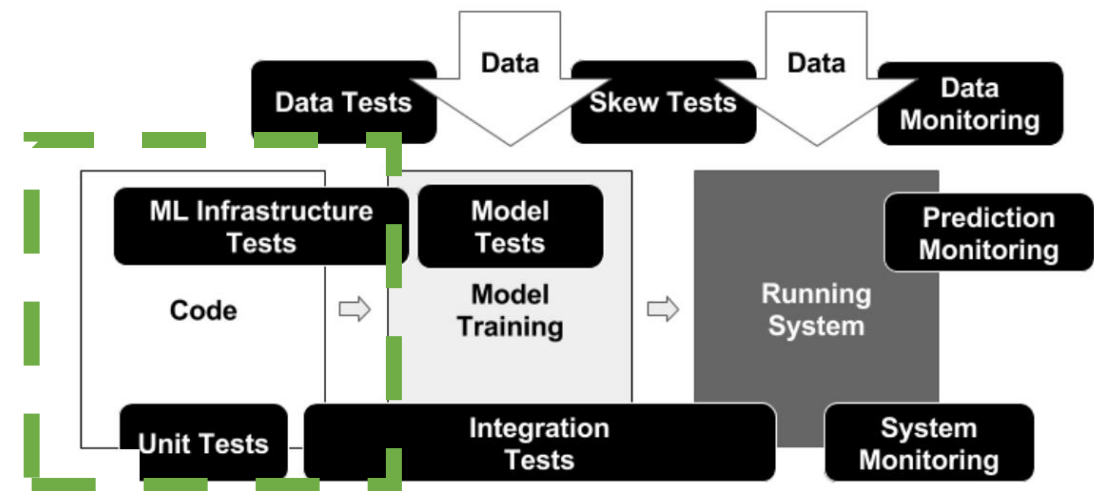 Data
Data
Data Tests
Skew Tests
Data
Monitoring
ML Infrastructure
Tests
Model
Tests
Prediction
Monitoring
Code
Model
Training
Running
System
Unit Tests
Integration
Tests
System
Monitoring